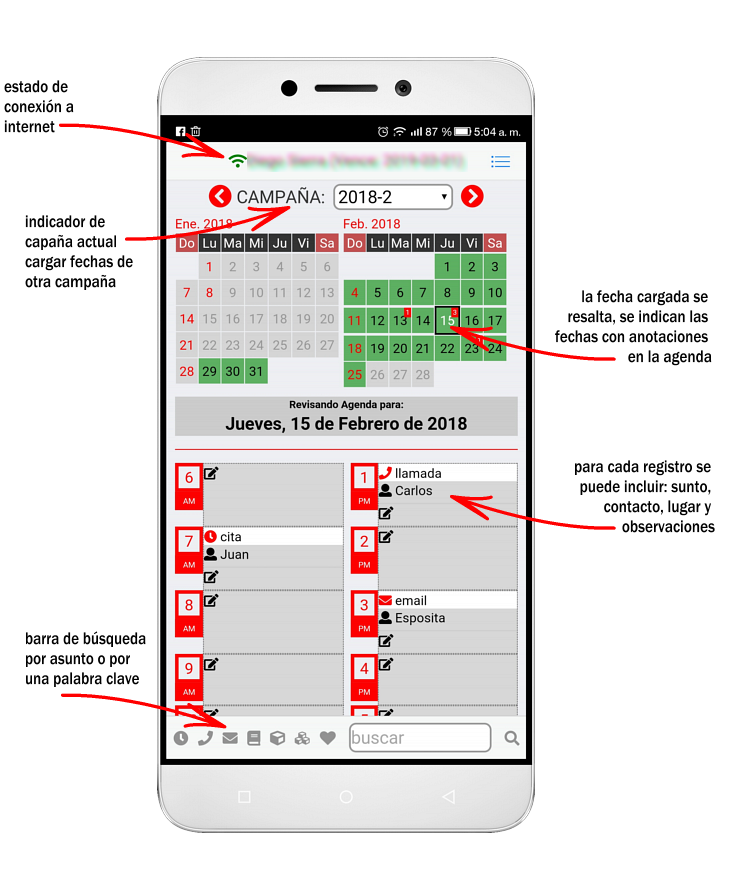 estado de
conexión a
internet
87 % 5:04 a. m.
CAMPAÑA: 2018-2
indicador de
capaña actual
cargar fechas de
otra campaña
Ene. 2018
Do Lu Ma Mi Ju Vi Sa
1 2 3 4 5 6
7 8 9 10 11 12 13
14 15 16 17 18 19 20
21 22 23 24 25 26 27
28 29 30 31
Feb. 2018
Do Lu Ma Mi Ju Vi Sa
1 2 3
4 5 6 7 8 9 10
11 12 13 1 14 15 3 16 17
18 19 20 21 22 23 24
25 26 27 28
la fecha cargada se
resalta, se indican las
fechas con anotaciones
en la agenda
Revisando Agenda para:
Jueves, 15 de Febrero de 2018
6 AM
7 AM
cita
Juan
8 AM
9 AM
1 PM
llamada
Carlos
2 PM
3 PM
email
Esposita
4 PM
para cada registro se
puede incluir: sunto,
contacto, lugar y
observaciones
barra de búsqueda
por asunto o por
una palabra clave
buscar